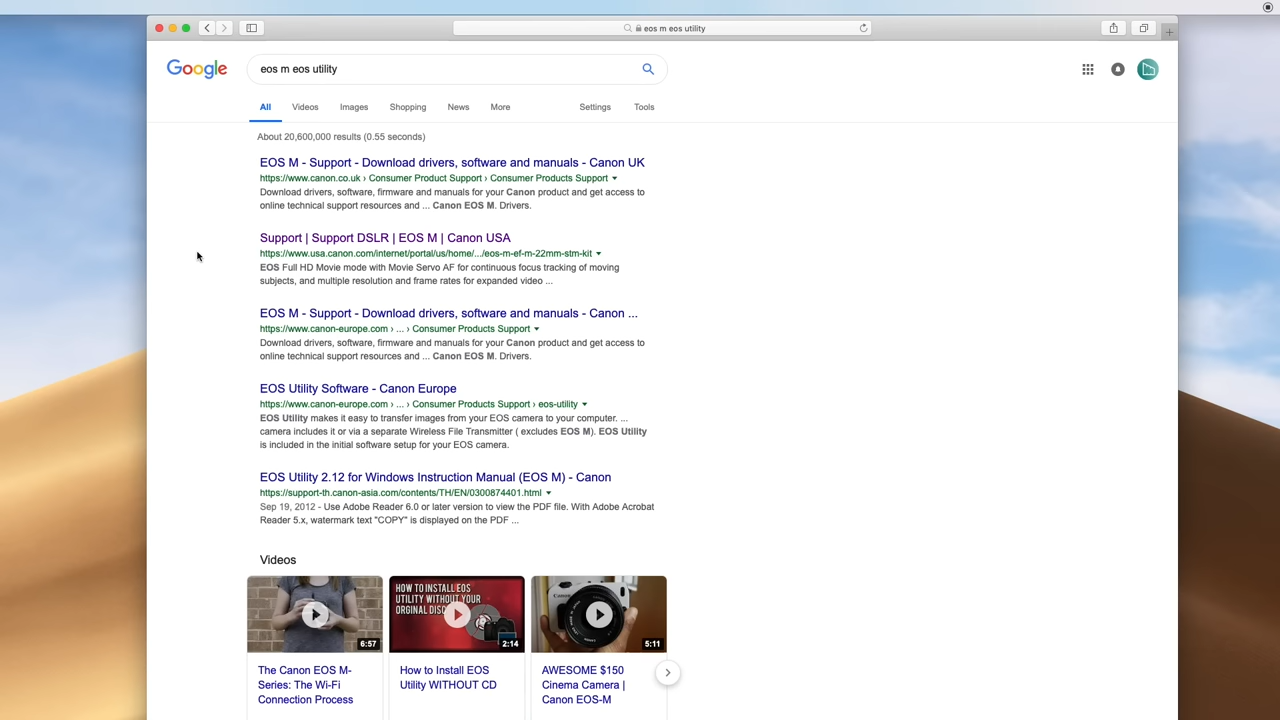 eos m eos utility
Google
eos m eos utility
All Videos Images Shopping News More Settings Tools
About 20,600,000 results (0.55 seconds)
EOS M - Support - Download drivers, software and manuals - Canon UK
https://www.canon.co.uk › Consumer Product Support › Consumer Products Support
Download drivers, software, firmware and manuals for your Canon product and get access to
online technical support resources and ... Canon EOS M. Drivers.
Support | Support DSLR | EOS M | Canon USA
https://www.usa.canon.com/internet/portal/us/home/.../eos-m-ef-m-22mm-stm-kit
EOS Full HD Movie mode with Movie Servo AF for continuous focus tracking of moving
subjects, and multiple resolution and frame rates for expanded video ...
EOS M - Support - Download drivers, software and manuals - Canon ...
https://www.canon-europe.com › ... › Consumer Products Support
Download drivers, software, firmware and manuals for your Canon product and get access to
online technical support resources and ... Canon EOS M. Drivers.
EOS Utility Software - Canon Europe
https://www.canon-europe.com › ... › Consumer Products Support › eos-utility
EOS Utility makes it easy to transfer images from your EOS camera to your computer. ...
camera includes it or via a separate Wireless File Transmitter ( excludes EOS M). EOS Utility
is included in the initial software setup for your EOS camera.
EOS Utility 2.12 for Windows Instruction Manual (EOS M) - Canon
https://support-th.canon-asia.com/contents/TH/EN/0300874401.html
Sep 19, 2012 - Use Adobe Reader 6.0 or later version to view the PDF file. With Adobe Acrobat
Reader 5.x, watermark text "COPY" is displayed on the PDF ...
Videos
6:57
HOW TO INSTALL EOS
UTILITY WITHOUT YOUR
ORGINAL DISC
2:14
Canon
5:11
The Canon EOS M-
Series: The Wi-Fi
Connection Process
How to Install EOS
Utility WITHOUT CD
AWESOME $150
Cinema Camera |
Canon EOS-M